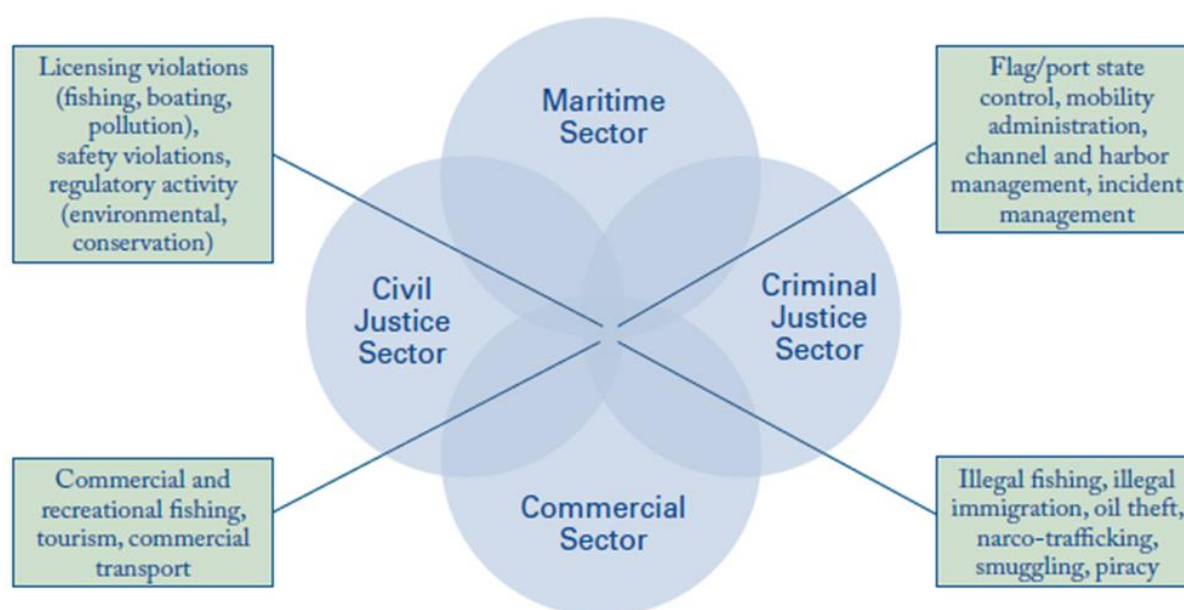 Licensing violations
(fishing, boating,
pollution),
safety violations,
regulatory activity
(environmental,
conservation)
Maritime
Sector
Flag/port state
control, mobility
administration,
channel and harbor
management, incident
management
Civil
Justice
Sector
Criminal
Justice
Sector
Commercial and
recreational fishing,
tourism, commercial
transport
Commercial
Sector
Illegal fishing, illegal
immigration, oil theft,
narco-trafficking,
smuggling, piracy